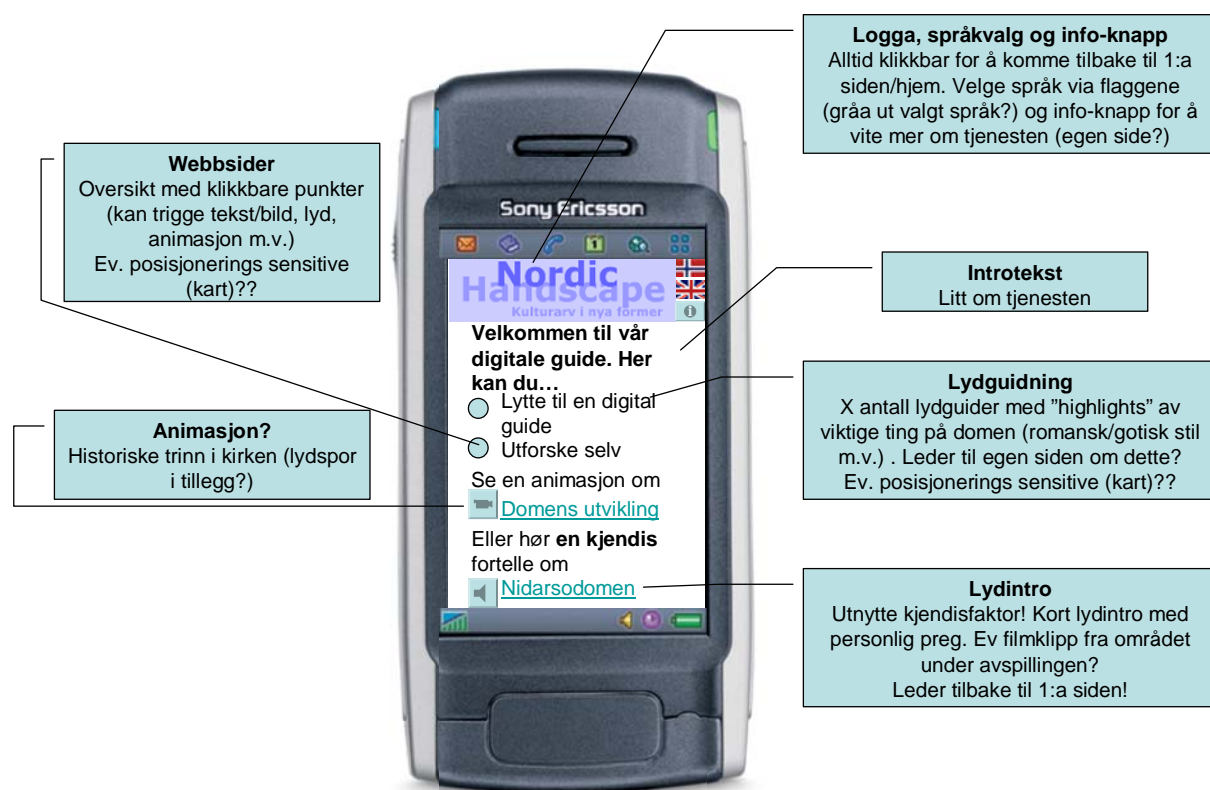 Logga, språkvalg og info-knapp
Alltid klikkbar for å komme tilbake til 1:a
siden/hjem. Velge språk via flaggene
(gråa ut valgt språk?) og info-knapp for å
vite mer om tjenesten (egen side?)
Webbsider
Oversikt med klikkbare punkter
(kan trigge tekst/bild, lyd,
animasjon m.v.)
Ev. posisjonerings sensitive
(kart)??
Animasjon?
Historiske trinn i kirken (lydspor
i tillegg?)
Sony Ericsson
1
Nordic
Handscape
Kulturarv i nya former
i
Velkommen til vår
digitale guide. Her
kan du…
Lytte til en digital
guide
Utforske selv
Se en animasjon om
Domens utvikling
Eller hør en kjendis
fortelle om
Nidarsodomen
Introtekst
Litt om tjenesten
Lydguidning
X antall lydguider med ”highlights” av
viktige ting på domen (romansk/gotisk stil
m.v.) . Leder til egen siden om dette?
Ev. posisjonerings sensitive (kart)??
Lydintro
Utnytte kjendisfaktor! Kort lydintro med
personlig preg. Ev filmklipp fra området
under avspillingen?
Leder tilbake til 1:a siden!